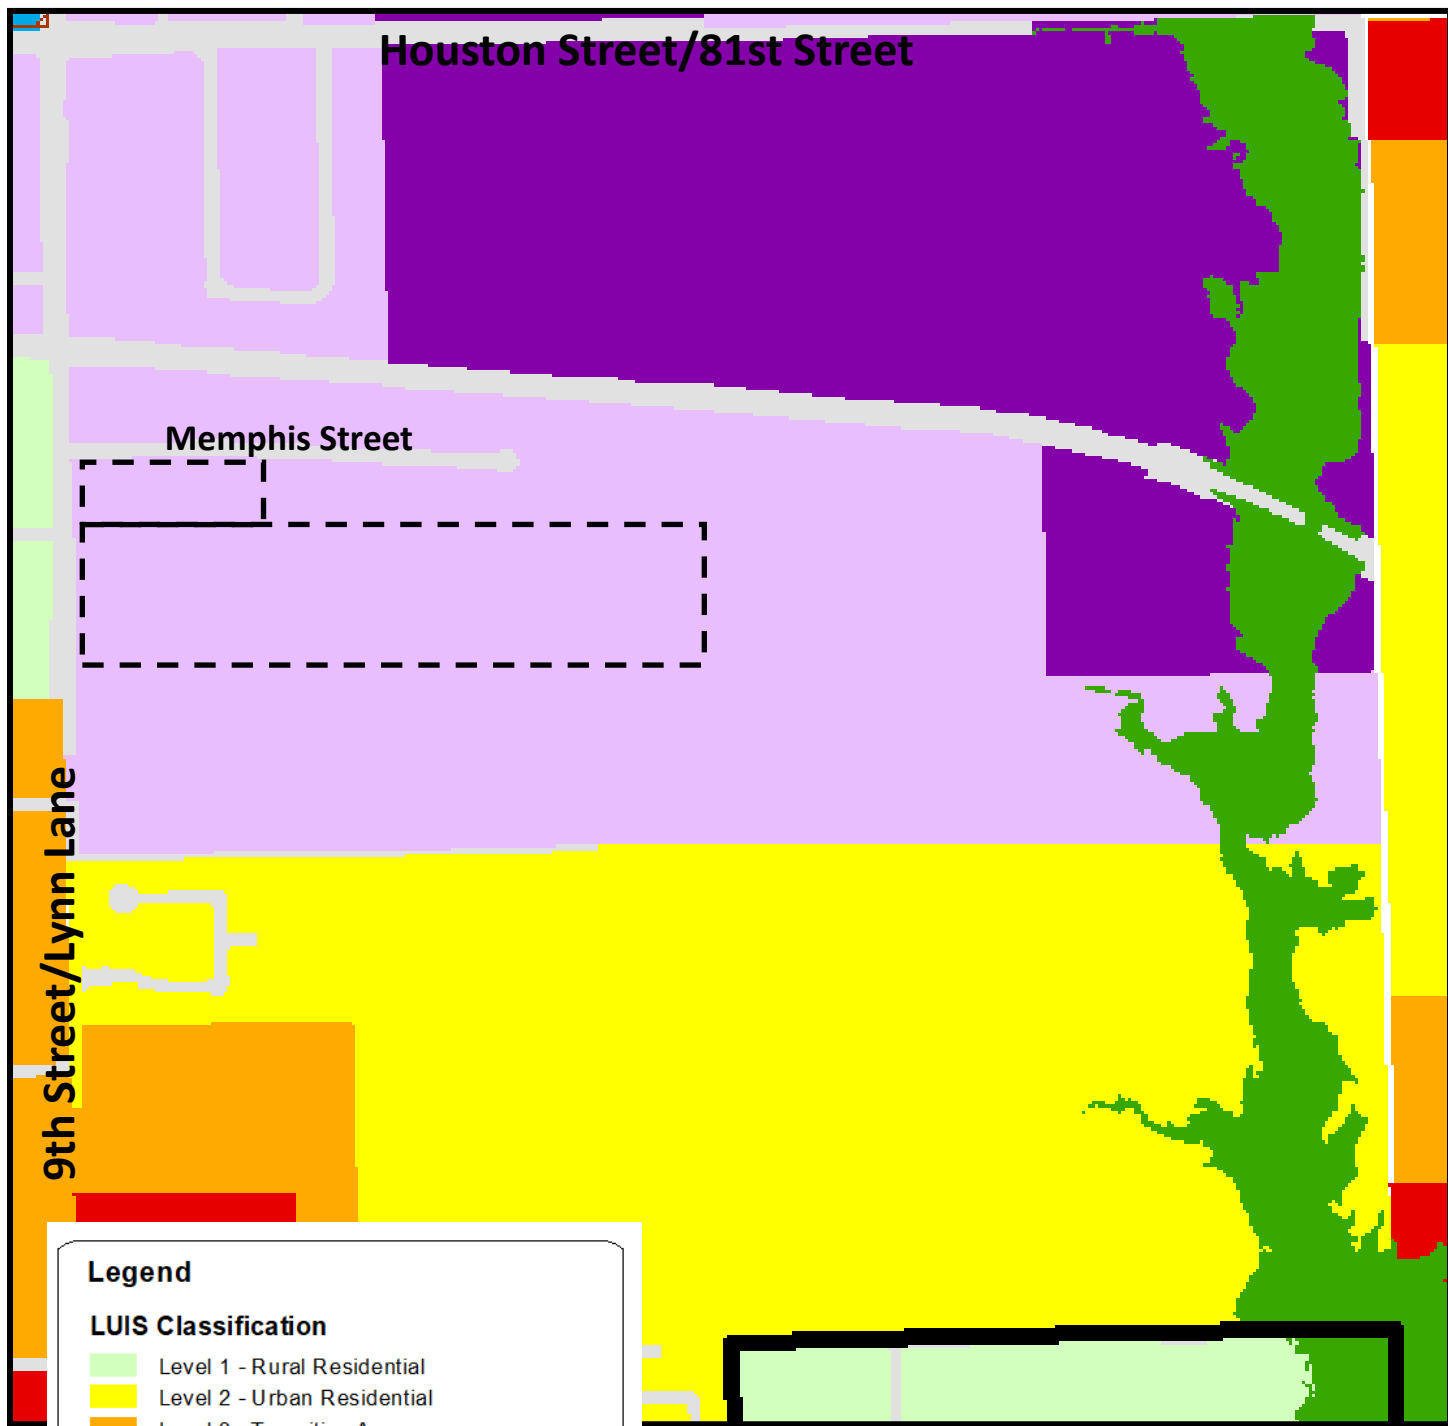 Houston Street/81st Street
Memphis Street
9th Street/Lynn Lane
Legend
LUIS Classification
Level 1 - Rural Residential
Level 2 - Urban Residential